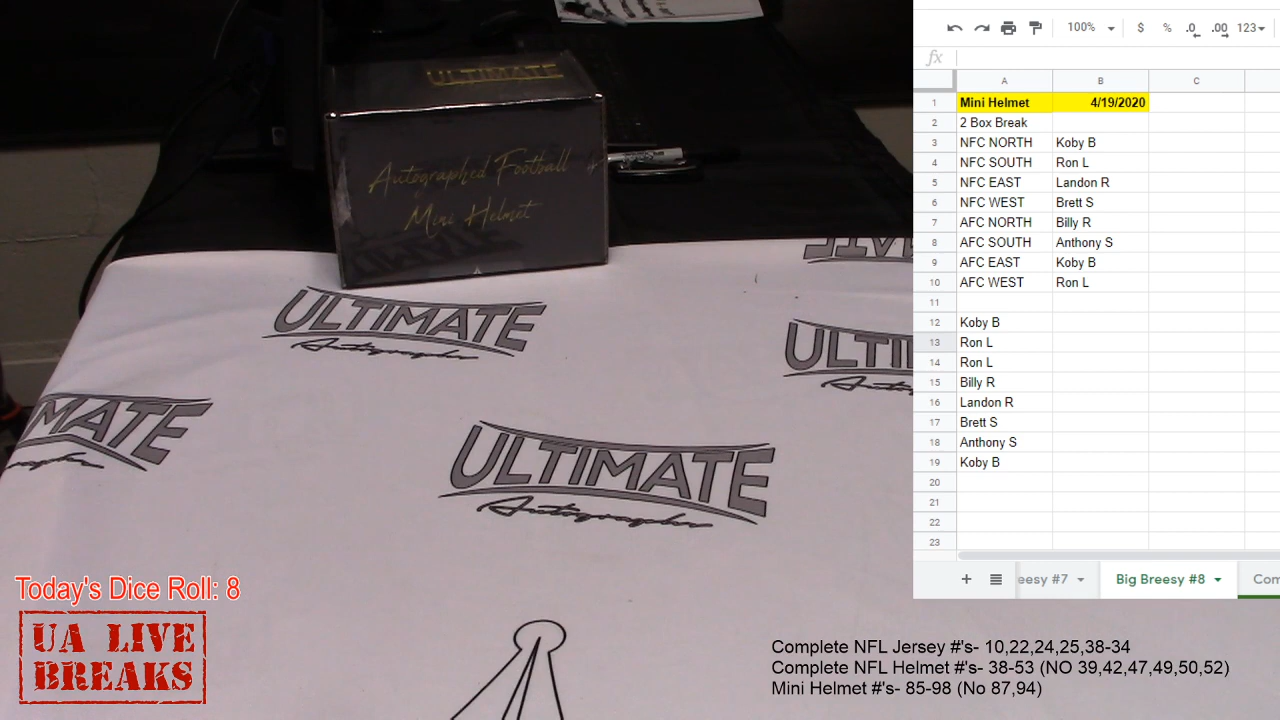 ULTIMATE
Autographed Football
Mini Helmet
ULTIMATE
Autographs
ULTIMATE
Autographs
Today's Dice Roll: 8
UA LIVE
BREAKS
100%
$ % .0 .00 123
fx
A B C
1 Mini Helmet 4/19/2020
2 2 Box Break
3 NFC NORTH Koby B
4 NFC SOUTH Ron L
5 NFC EAST Landon R
6 NFC WEST Brett S
7 AFC NORTH Billy R
8 AFC SOUTH Anthony S
9 AFC EAST Koby B
10 AFC WEST Ron L
11
12 Koby B
13 Ron L
14 Ron L
15 Billy R
16 Landon R
17 Brett S
18 Anthony S
19 Koby B
20
21
22
23
+ eesy #7 Big Breesy #8 Com
Complete NFL Jersey #'s- 10,22,24,25,38-34
Complete NFL Helmet #'s- 38-53 (NO 39,42,47,49,50,52)
Mini Helmet #'s- 85-98 (No 87,94)